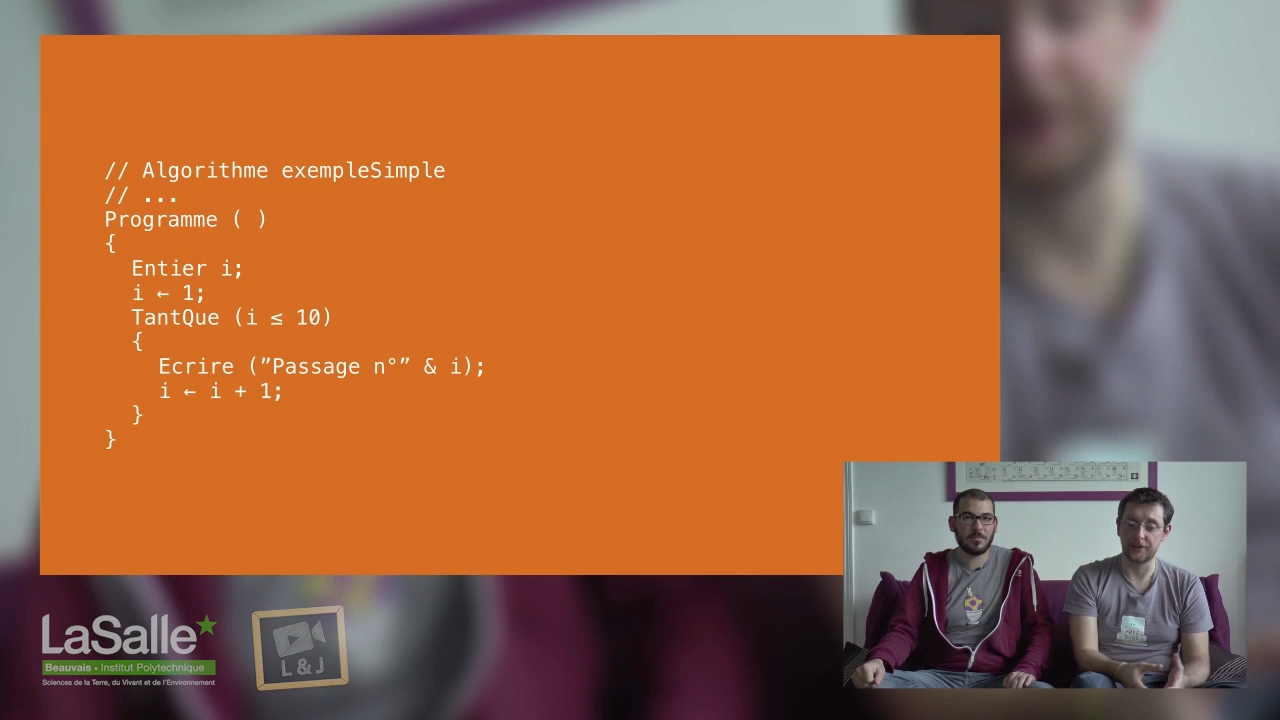 // Algorithme exempleSimple
// ...
Programme ( )
{
Entier i;
i ← 1;
TantQue (i ≤ 10)
{
Ecrire (”Passage n°” & i);
i ← i + 1;
}
}
LaSalle
Beauvais • Institut Polytechnique
Sciences de la Terre, du Vivant et de l'Environnement
L&J